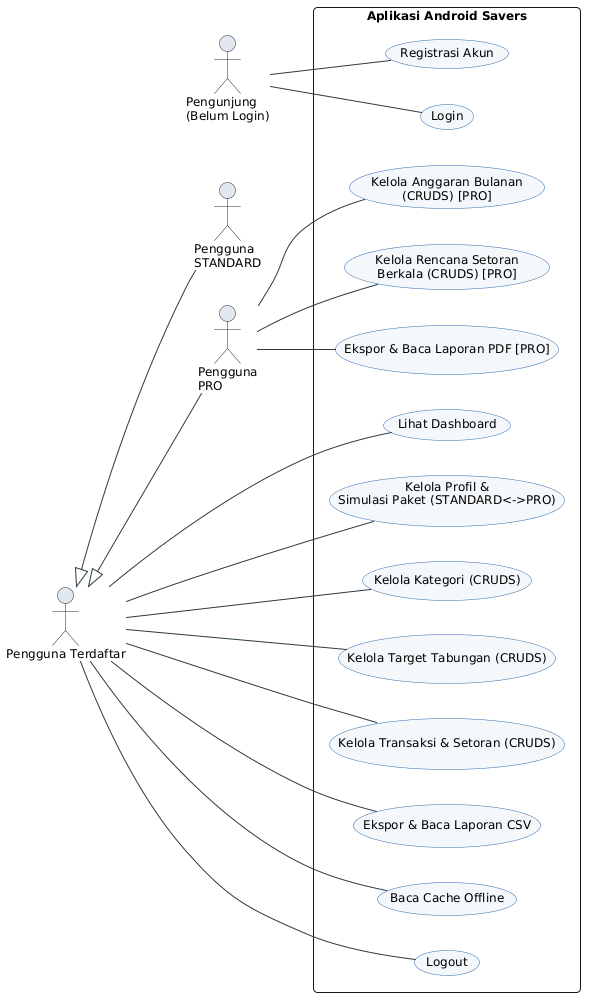 Aplikasi Android Savers
Pengunjung
(Belum Login)
Registrasi Akun
Login
Pengguna
STANDARD
Kelola Anggaran Bulanan
(CRUDS) [PRO]
Kelola Rencana Setoran
Berkala (CRUDS) [PRO]
Pengguna
PRO
Ekspor & Baca Laporan PDF [PRO]
Lihat Dashboard
Kelola Profil &
Simulasi Paket (STANDARD<->PRO)
Kelola Kategori (CRUDS)
Pengguna Terdaftar
Kelola Target Tabungan (CRUDS)
Kelola Transaksi & Setoran (CRUDS)
Ekspor & Baca Laporan CSV
Baca Cache Offline
Logout